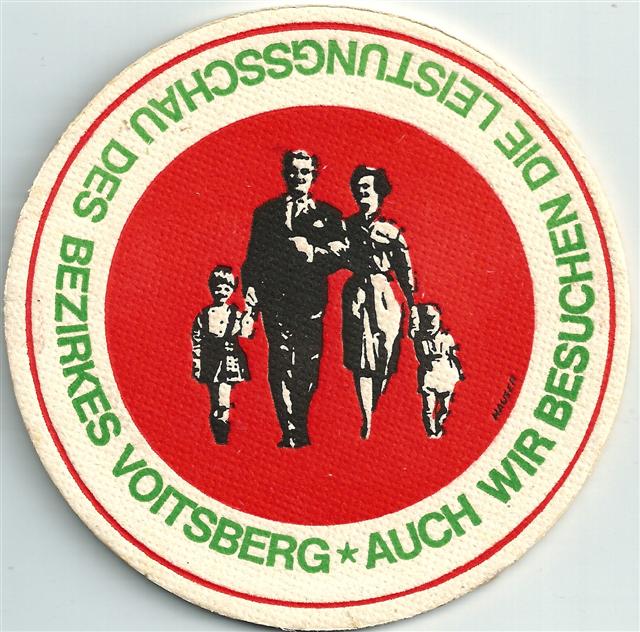 AUCH WIR BESUCHEN DIE LEISTUNGSSCHAU DES BEZIRKES VOITSBERG ★
HAUSER